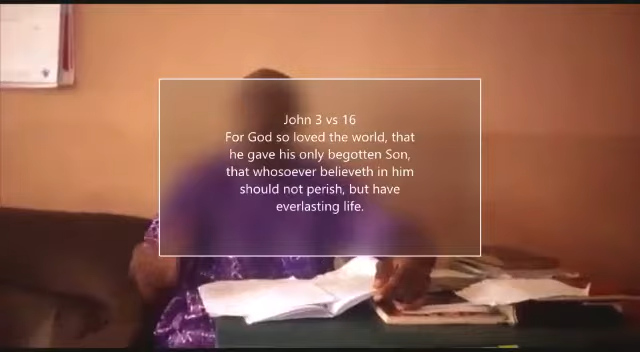 John 3 vs 16
For God so loved the world, that
he gave his only begotten Son,
that whosoever believeth in him
should not perish, but have
everlasting life.